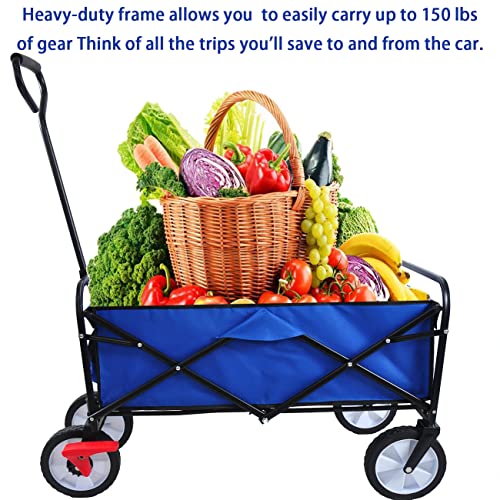 Heavy-duty frame allows you to easily carry up to 150 lbs
of gear Think of all the trips you’ll save to and from the car.